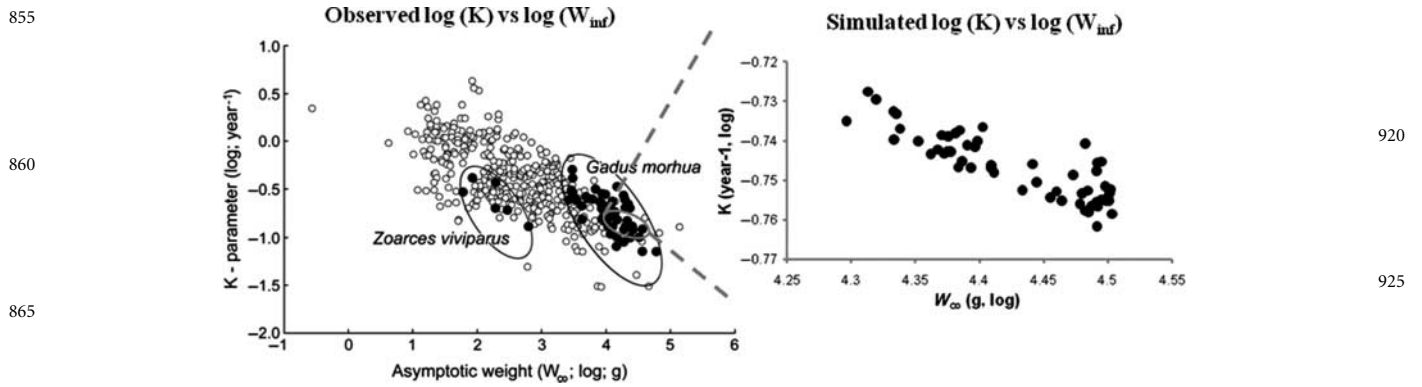 855
860
865
Observed log (K) vs log (W_inf)
1.0
0.5
0.0
–0.5
–1.0
–1.5
–2.0
K - parameter (log; year⁻¹)
Gadus morhua
Zoarces viviparus
–1 0 1 2 3 4 5 6
Asymptotic weight (W∞; log; g)
Simulated log (K) vs log (W_inf)
–0.72
–0.73
–0.74
–0.75
–0.76
–0.77
K (year-1, log)
4.25 4.3 4.35 4.4 4.45 4.5 4.55
W∞ (g, log)
920
925